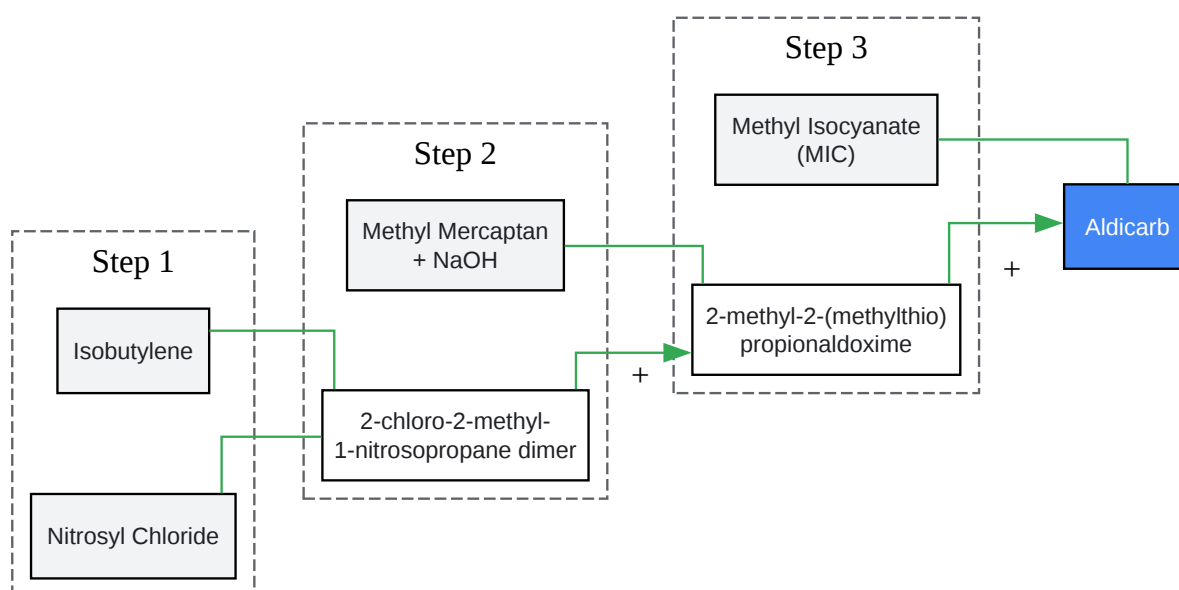 Step 1
Isobutylene
Nitrosyl Chloride
Step 2
Methyl Mercaptan
+ NaOH
2-chloro-2-methyl-
1-nitrosopropane dimer
+
Step 3
Methyl Isocyanate
(MIC)
2-methyl-2-(methylthio)
propionaldoxime
+
Aldicarb